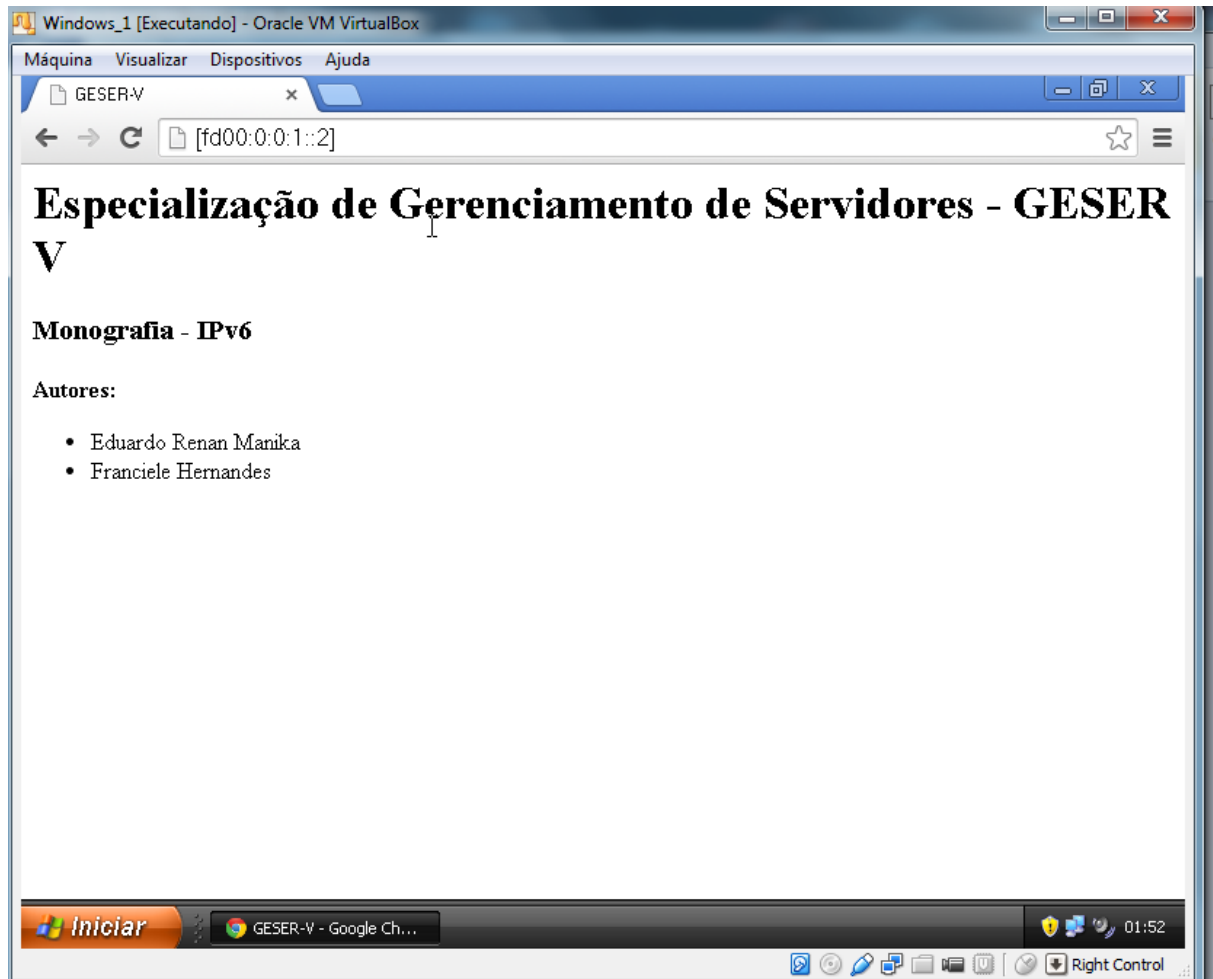 Windows_1 [Executando] - Oracle VM VirtualBox
Máquina Visualizar Dispositivos Ajuda
GESER-V
[fd00:0:0:1::2]
Especialização de Gerenciamento de Servidores - GESER
V
Monografia - IPv6
Autores:
• Eduardo Renan Manika
• Franciele Hernandes
Iniciar
GESER-V - Google Ch...
01:52
Right Control